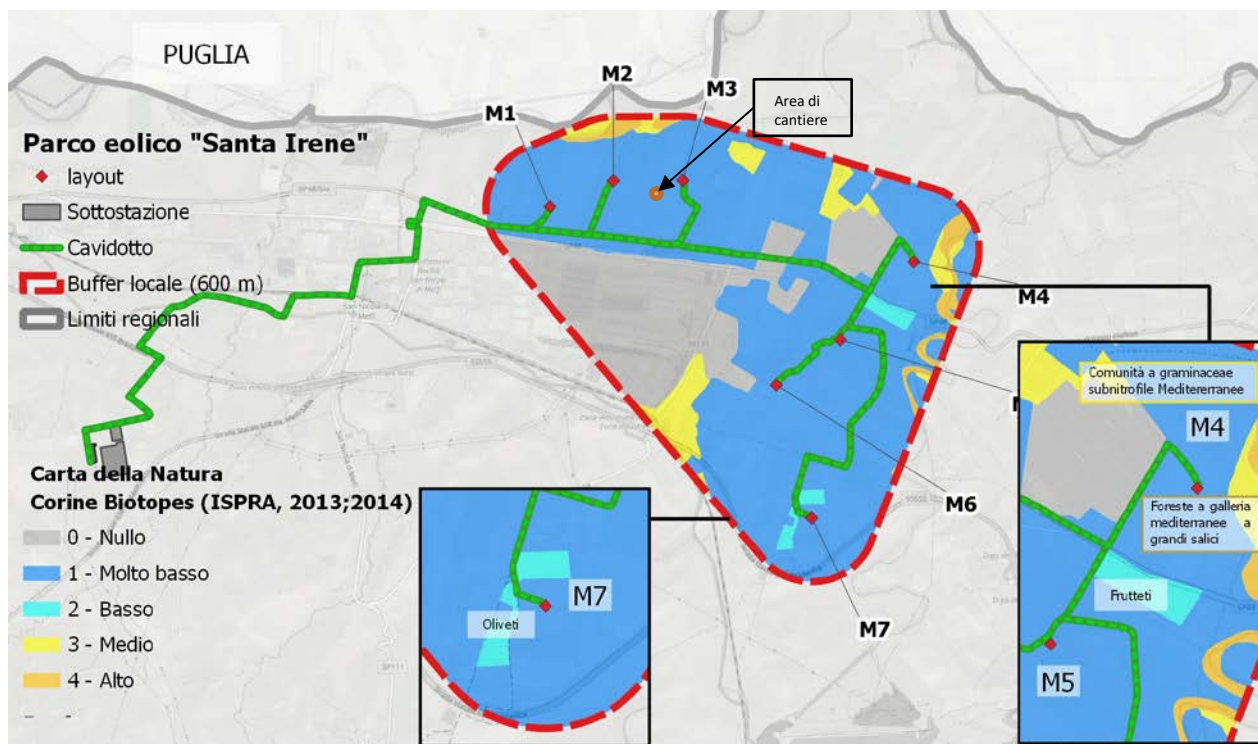 PUGLIA
M2
M3
Area di
cantiere
M1
Parco eolico "Santa Irene"
layout
Sottostazione
Cavidotto
Buffer locale (600 m)
Limiti regionali
M4
Carta della Natura
Corine Biotopes (ISPRA, 2013;2014)
0 - Nullo
1 - Molto basso
2 - Basso
3 - Medio
4 - Alto
M6
M7
M7
Oliveti
Comunità a graminaceae
subnitrofile Meditererranee
M4
Foreste a galleria
mediterranee a
grandi salici
Frutteti
M5
SP111